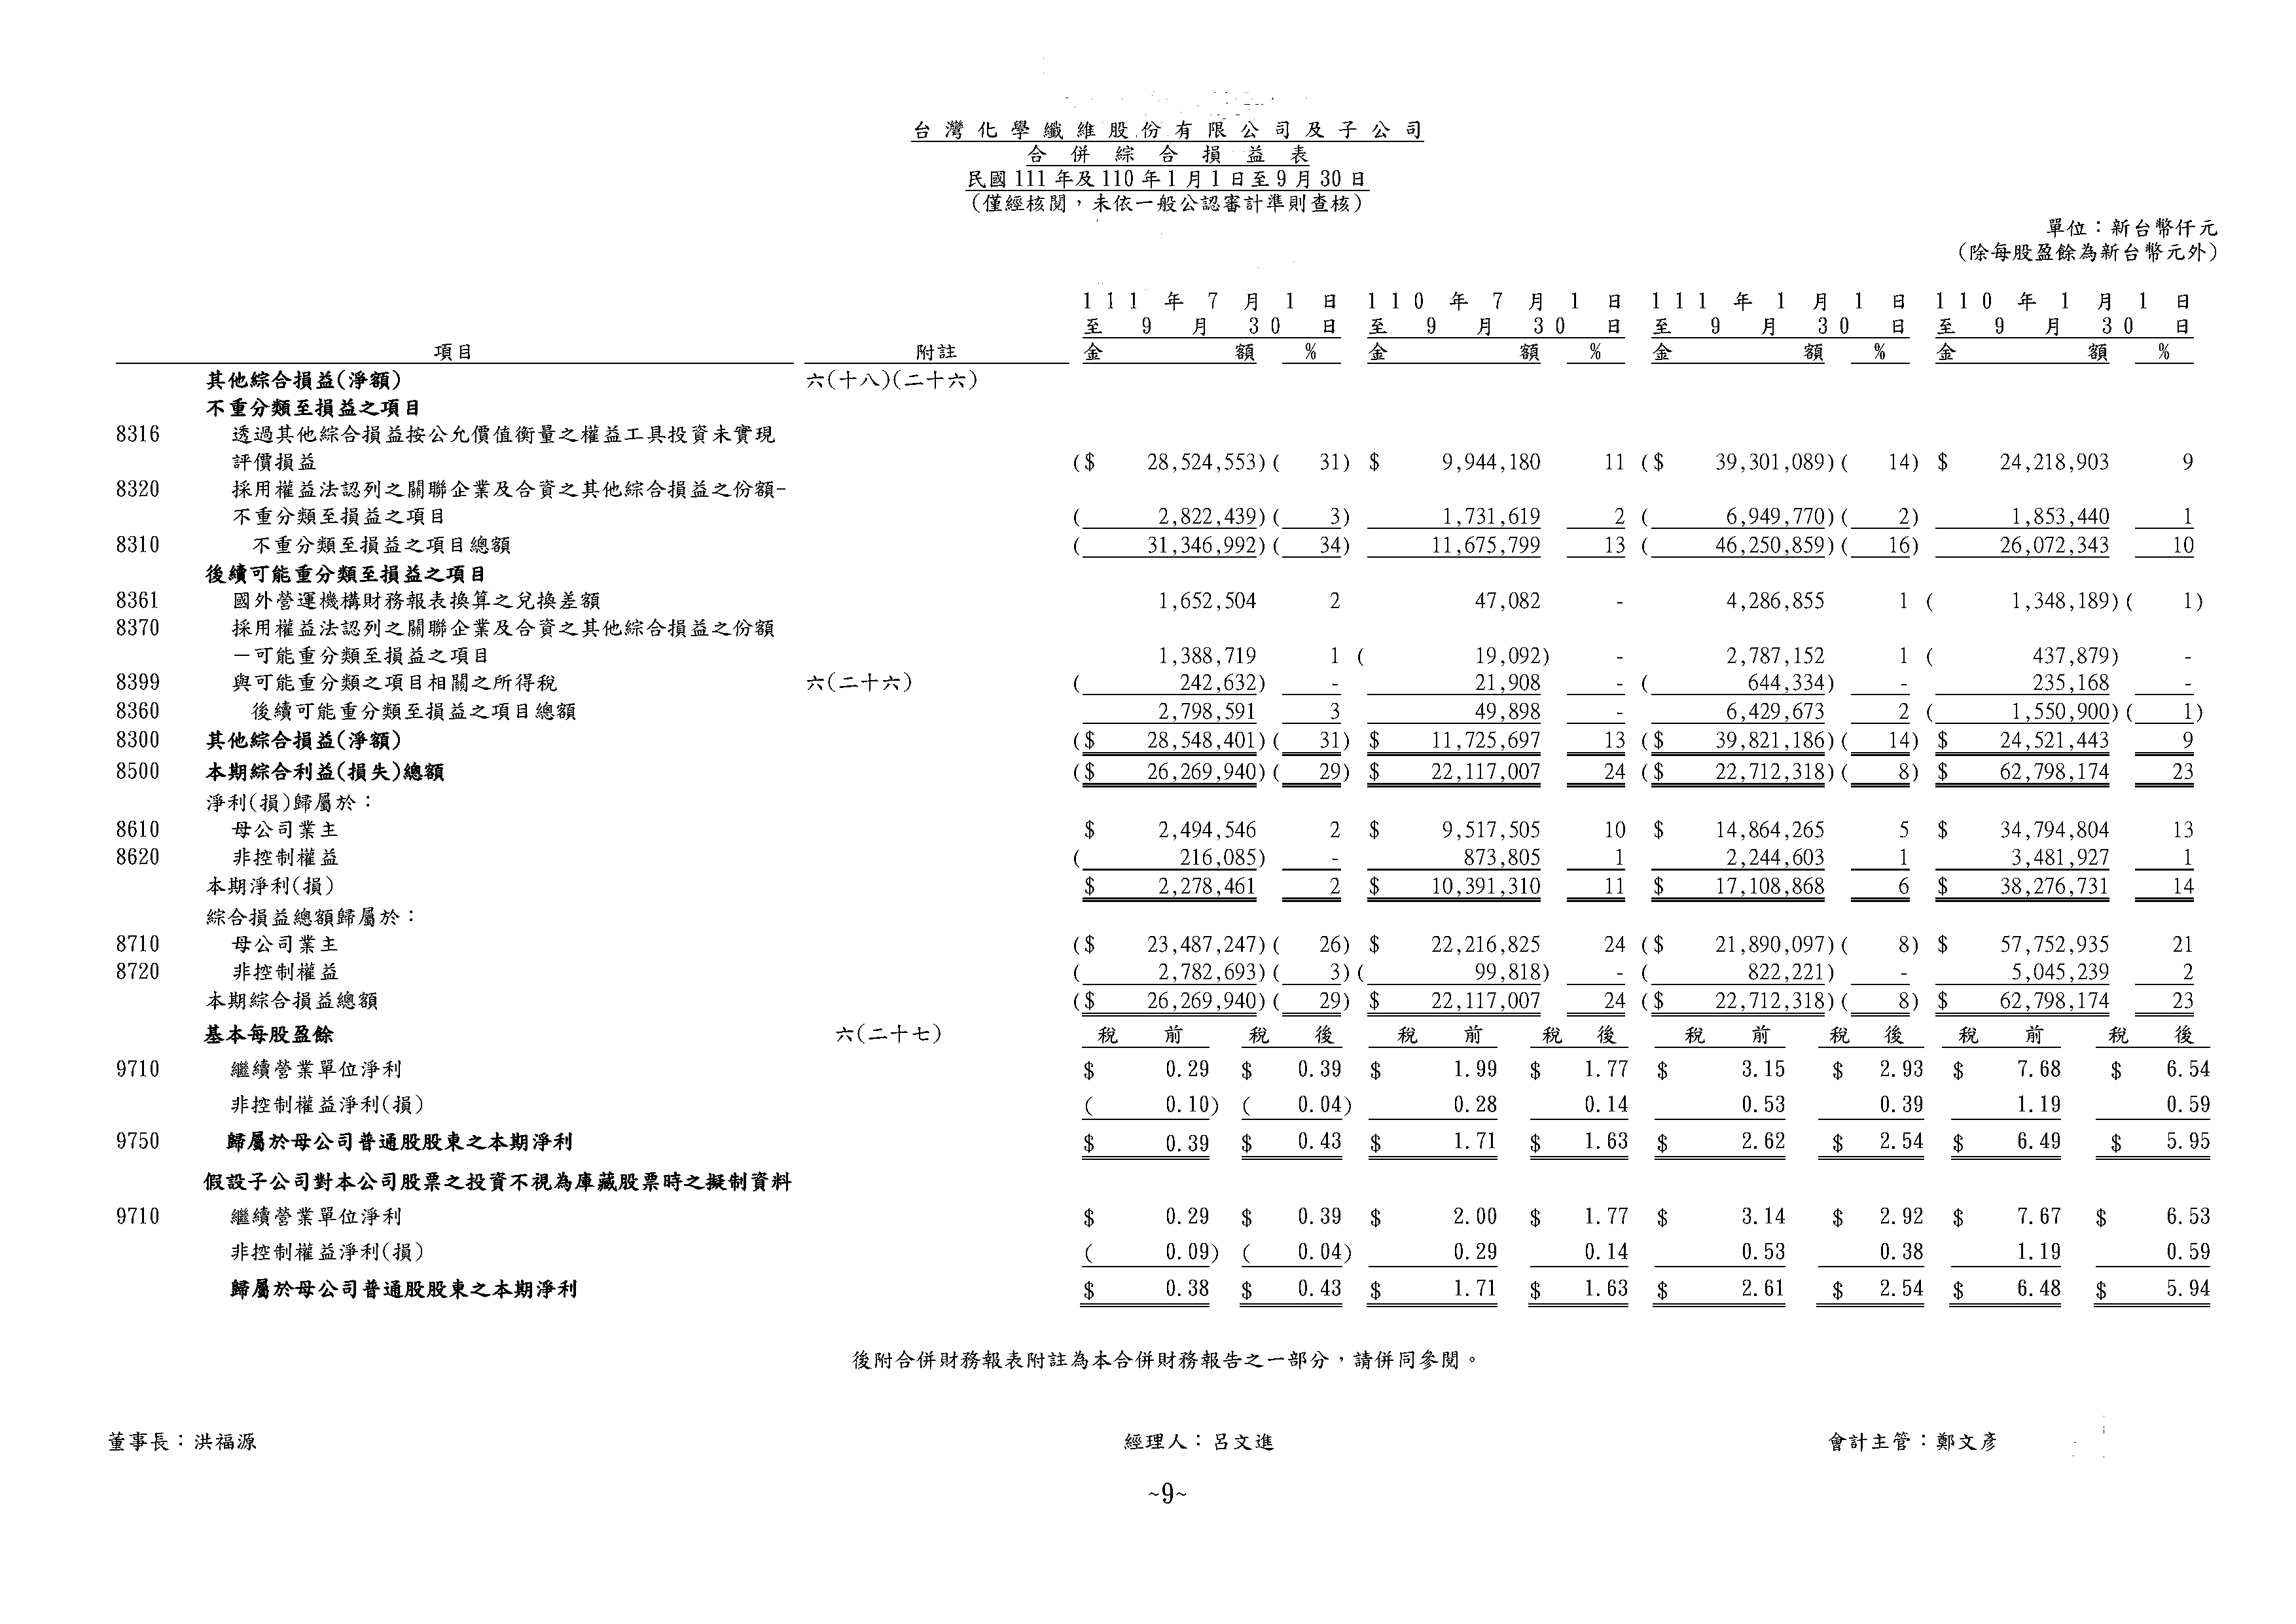 台灣化學纖維股份有限公司及子公司
合併綜合損益表
民國111年及110年1月1日至9月30日
(僅經核閱，未依一般公認審計準則查核)
單位：新台幣仟元
(除每股盈餘為新台幣元外)
111年7月1日 110年7月1日 111年1月1日 110年1月1日
至9月30日 至9月30日 至9月30日 至9月30日
項目 附註 金額 % 金額 % 金額 % 金額 %
其他綜合損益(淨額) 六(十八)(二十六)
不重分類至損益之項目
8316 透過其他綜合損益按公允價值衡量之權益工具投資未實現
評價損益 ($ 28,524,553) ( 31) $ 9,944,180 11 ($ 39,301,089) ( 14) $ 24,218,903 9
8320 採用權益法認列之關聯企業及合資之其他綜合損益之份額-
不重分類至損益之項目 ( 2,822,439) ( 3) 1,731,619 2 ( 6,949,770) ( 2) 1,853,440 1
8310 不重分類至損益之項目總額 ( 31,346,992) ( 34) 11,675,799 13 ( 46,250,859) ( 16) 26,072,343 10
後續可能重分類至損益之項目
8361 國外營運機構財務報表換算之兌換差額 1,652,504 2 47,082 - 4,286,855 1 ( 1,348,189) ( 1)
8370 採用權益法認列之關聯企業及合資之其他綜合損益之份額
－可能重分類至損益之項目 1,388,719 1 ( 19,092) - 2,787,152 1 ( 437,879) -
8399 與可能重分類之項目相關之所得稅 六(二十六) ( 242,632) - 21,908 - ( 644,334) - 235,168 -
8360 後續可能重分類至損益之項目總額 2,798,591 3 49,898 - 6,429,673 2 ( 1,550,900) ( 1)
8300 其他綜合損益(淨額) ($ 28,548,401) ( 31) $ 11,725,697 13 ($ 39,821,186) ( 14) $ 24,521,443 9
8500 本期綜合利益(損失)總額 ($ 26,269,940) ( 29) $ 22,117,007 24 ($ 22,712,318) ( 8) $ 62,798,174 23
淨利(損)歸屬於：
8610 母公司業主 $ 2,494,546 2 $ 9,517,505 10 $ 14,864,265 5 $ 34,794,804 13
8620 非控制權益 ( 216,085) - 873,805 1 2,244,603 1 3,481,927 1
本期淨利(損) $ 2,278,461 2 $ 10,391,310 11 $ 17,108,868 6 $ 38,276,731 14
綜合損益總額歸屬於：
8710 母公司業主 ($ 23,487,247) ( 26) $ 22,216,825 24 ($ 21,890,097) ( 8) $ 57,752,935 21
8720 非控制權益 ( 2,782,693) ( 3) ( 99,818) - ( 822,221) - 5,045,239 2
本期綜合損益總額 ($ 26,269,940) ( 29) $ 22,117,007 24 ($ 22,712,318) ( 8) $ 62,798,174 23
基本每股盈餘 六(二十七) 稅前 稅後 稅前 稅後 稅前 稅後 稅前 稅後
9710 繼續營業單位淨利 $ 0.29 $ 0.39 $ 1.99 $ 1.77 $ 3.15 $ 2.93 $ 7.68 $ 6.54
非控制權益淨利(損) ( 0.10) ( 0.04) 0.28 0.14 0.53 0.39 1.19 0.59
9750 歸屬於母公司普通股股東之本期淨利 $ 0.39 $ 0.43 $ 1.71 $ 1.63 $ 2.62 $ 2.54 $ 6.49 $ 5.95
假設子公司對本公司股票之投資不視為庫藏股票時之擬制資料
9710 繼續營業單位淨利 $ 0.29 $ 0.39 $ 2.00 $ 1.77 $ 3.14 $ 2.92 $ 7.67 $ 6.53
非控制權益淨利(損) ( 0.09) ( 0.04) 0.29 0.14 0.53 0.38 1.19 0.59
歸屬於母公司普通股股東之本期淨利 $ 0.38 $ 0.43 $ 1.71 $ 1.63 $ 2.61 $ 2.54 $ 6.48 $ 5.94
後附合併財務報表附註為本合併財務報告之一部分，請併同參閱。
董事長：洪福源 經理人：呂文進 會計主管：鄭文彥
~9~